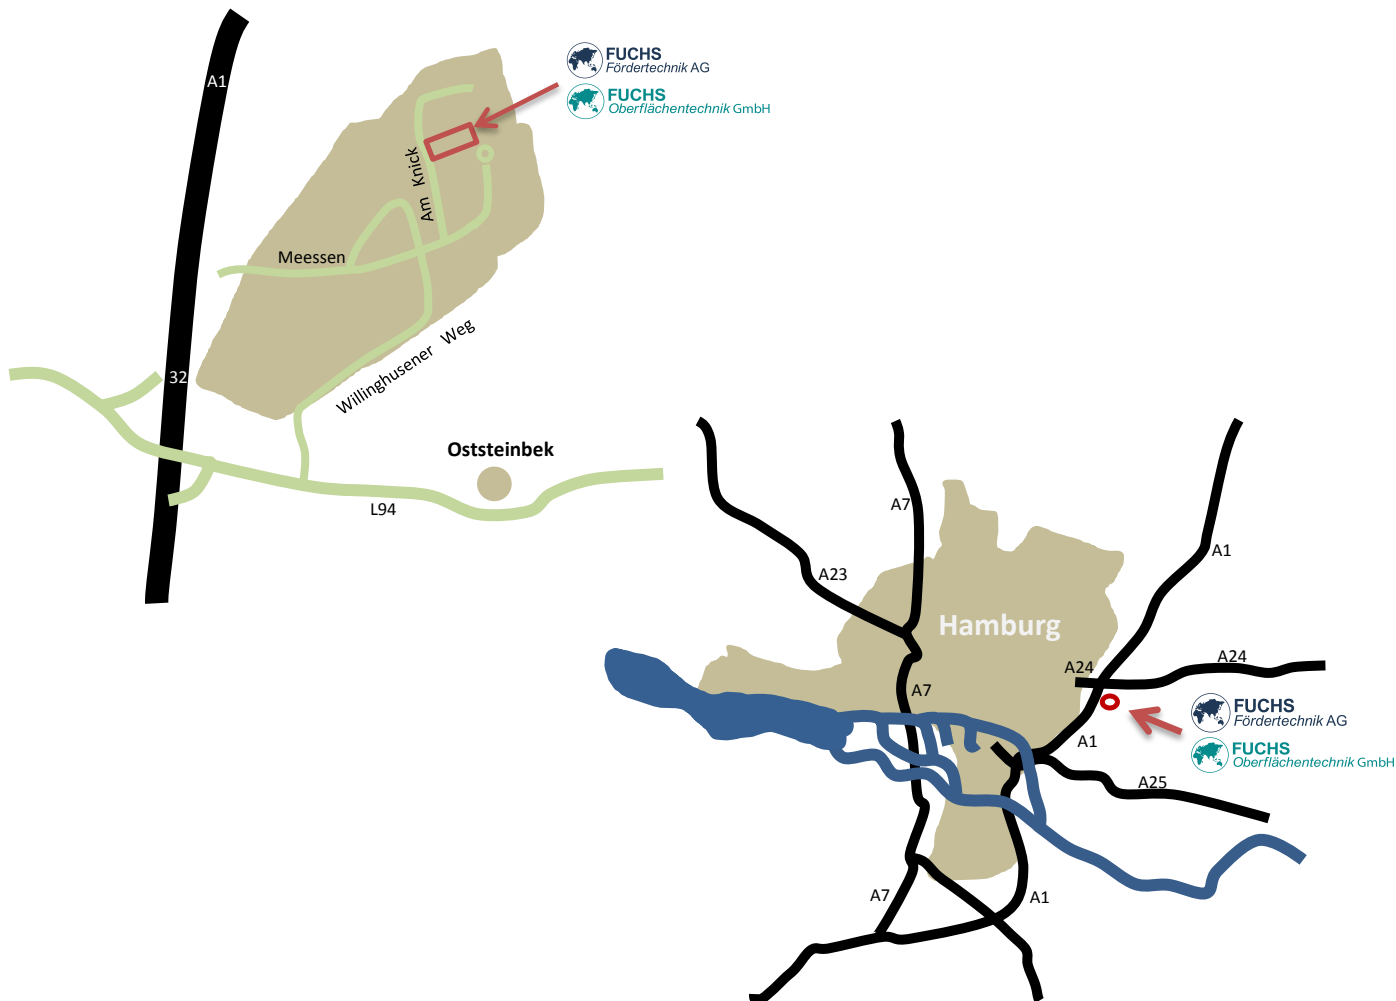 A1
FUCHS
Fördertechnik AG
FUCHS
Oberflächentechnik GmbH
Am Knick
Meessen
Willinghusener Weg
32
Oststeinbek
L94
A7
A1
A23
Hamburg
A24
A24
A7
FUCHS
Fördertechnik AG
A1
FUCHS
Oberflächentechnik GmbH
A25
A7
A1